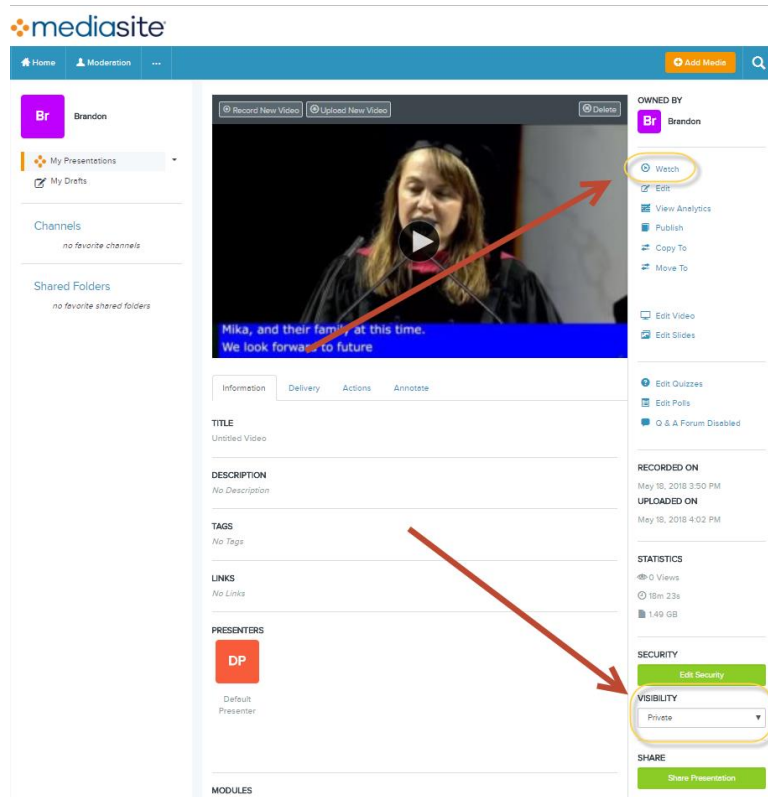 mediasite
Home Moderation ...
Add Media
Br Brandon
My Presentations
My Drafts
Channels
no favorite channels
Shared Folders
no favorite shared folders
Record New Video Upload New Video Delete
Mika, and their family at this time.
We look forward to future
Information Delivery Actions Annotate
TITLE
Untitled Video
DESCRIPTION
No Description
TAGS
No Tags
LINKS
No Links
PRESENTERS
DP
Default
Presenter
MODULES
OWNED BY
Br Brandon
Watch
Edit
View Analytics
Publish
Copy To
Move To
Edit Video
Edit Slides
Edit Quizzes
Edit Polls
Q & A Forum Disabled
RECORDED ON
May 18, 2018 3:50 PM
UPLOADED ON
May 18, 2018 4:02 PM
STATISTICS
0 Views
18m 23s
1.49 GB
SECURITY
Edit Security
VISIBILITY
Private
SHARE
Share Presentation